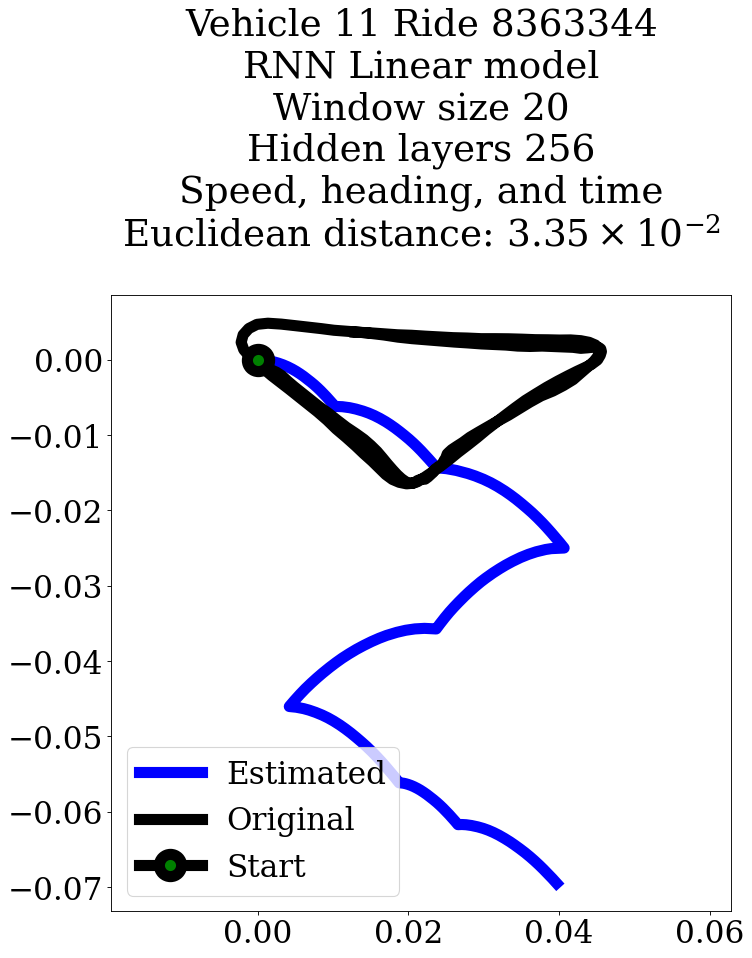 Vehicle 11 Ride 8363344
RNN Linear model
Window size 20
Hidden layers 256
Speed, heading, and time
Euclidean distance: 3.35 × 10⁻²
0.00
−0.01
−0.02
−0.03
−0.04
−0.05
−0.06
−0.07
Estimated
Original
Start
0.00 0.02 0.04 0.06